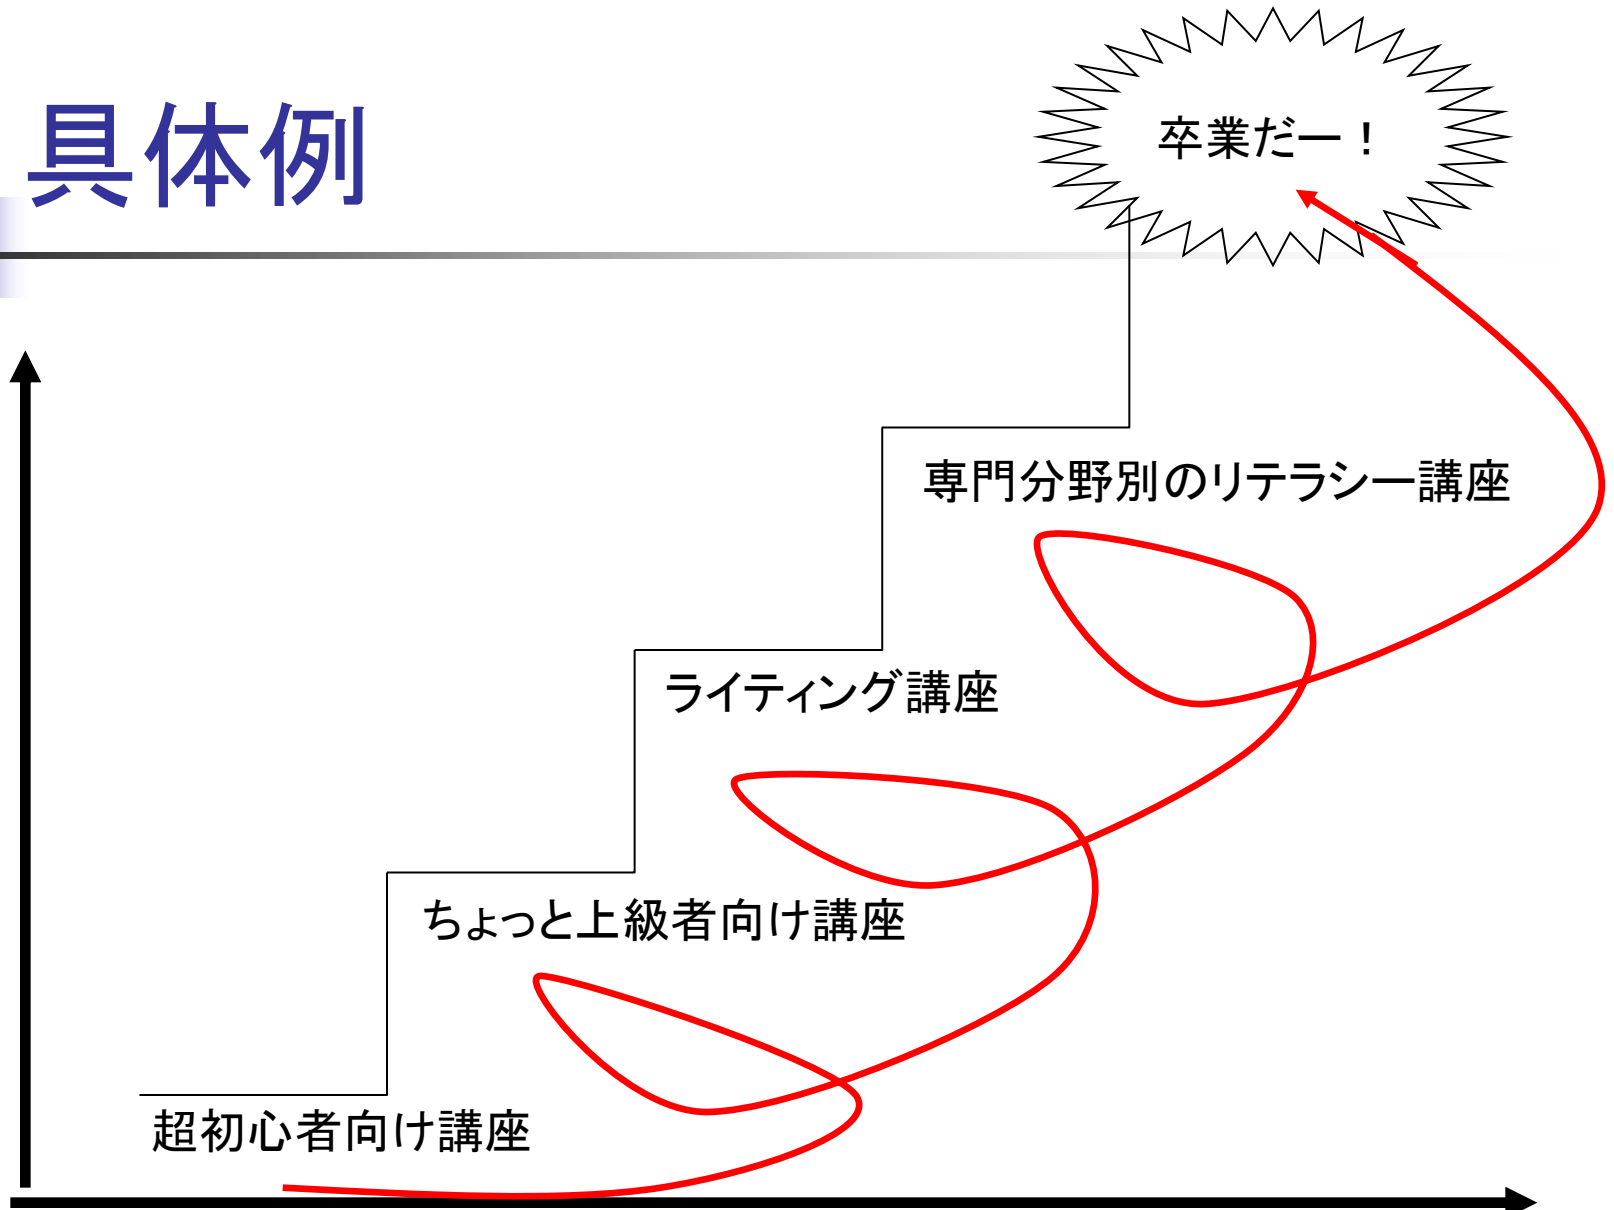 具体例
卒業だー！
専門分野別のリテラシー講座
ライティング講座
ちょっと上級者向け講座
超初心者向け講座